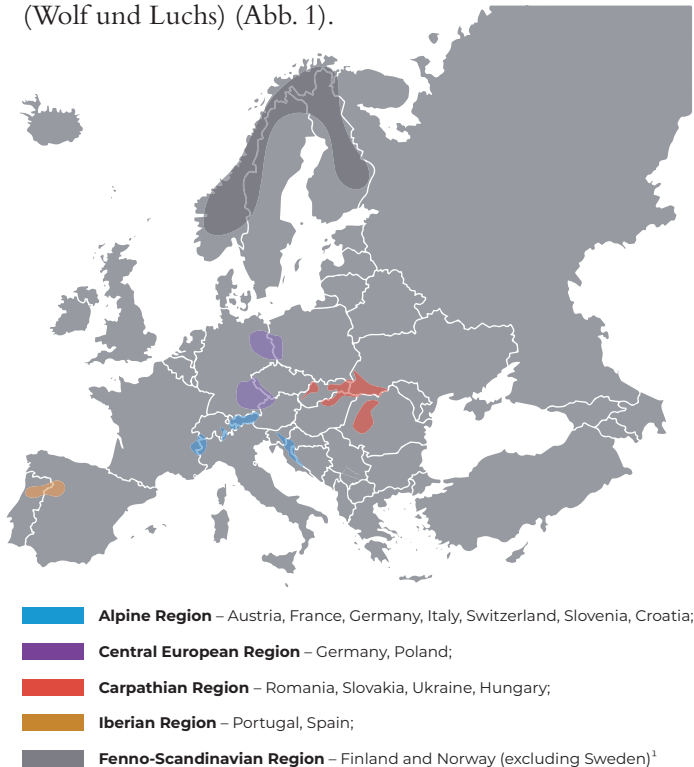 (Wolf und Luchs) (Abb. 1).
Alpine Region – Austria, France, Germany, Italy, Switzerland, Slovenia, Croatia;
Central European Region – Germany, Poland;
Carpathian Region – Romania, Slovakia, Ukraine, Hungary;
Iberian Region – Portugal, Spain;
Fenno-Scandinavian Region – Finland and Norway (excluding Sweden)¹